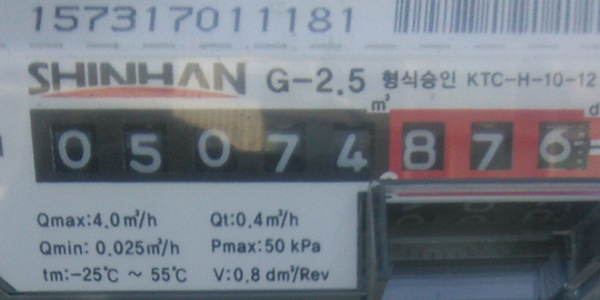 157317011181
SHINHAN G-2.5 형식승인 KTC-H-10-12
m³
05074876
Qmax:4.0m³/h Qt:0.4m³/h
Qmin: 0.025m³/h Pmax:50 kPa
tm:-25℃ ~ 55℃ V:0.8 dm³/Rev